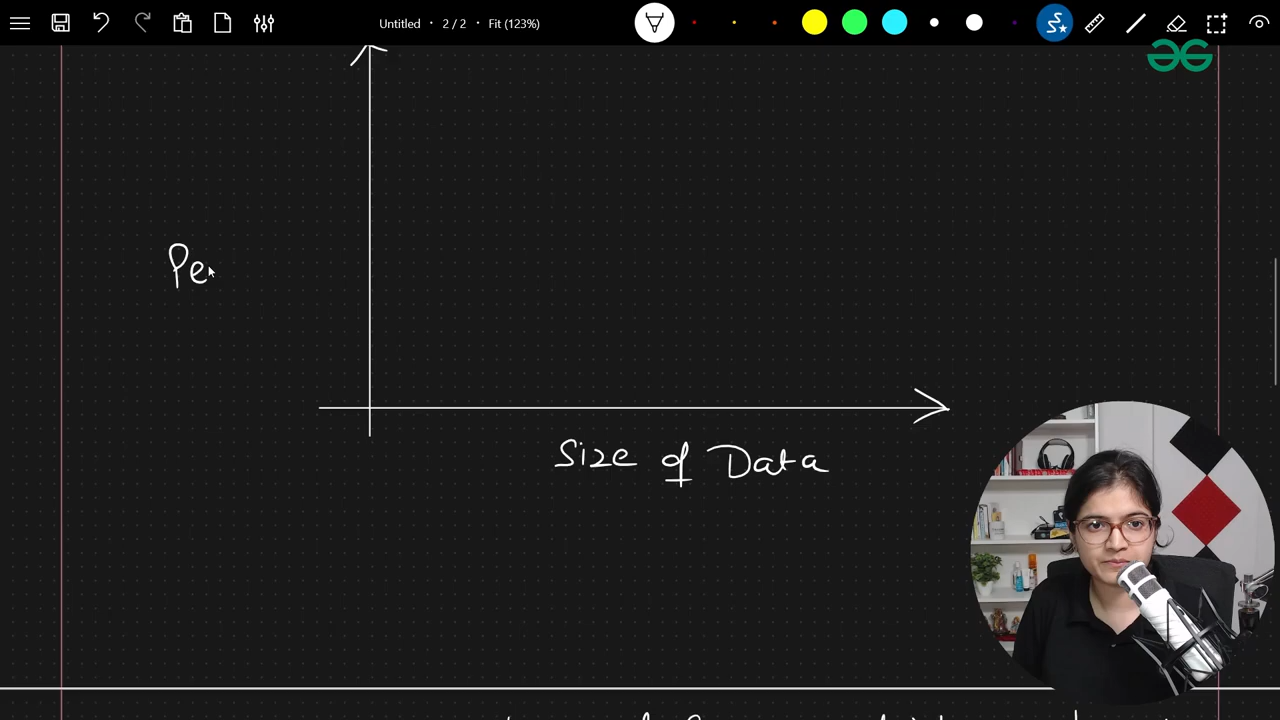 Untitled • 2 / 2 • Fit (123%)
Pe
Size of Data